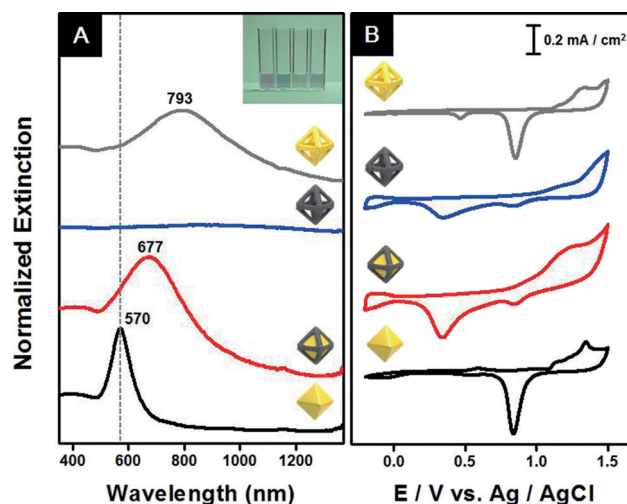 A
B
0.2 mA / cm²
793
677
570
Normalized Extinction
400 600 800 1000 1200
Wavelength (nm)
0.0 0.5 1.0 1.5
E / V vs. Ag / AgCl